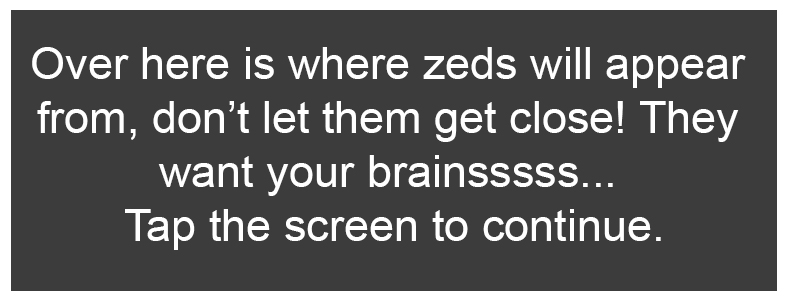 Over here is where zeds will appear
from, don’t let them get close! They
want your brainsssss...
Tap the screen to continue.